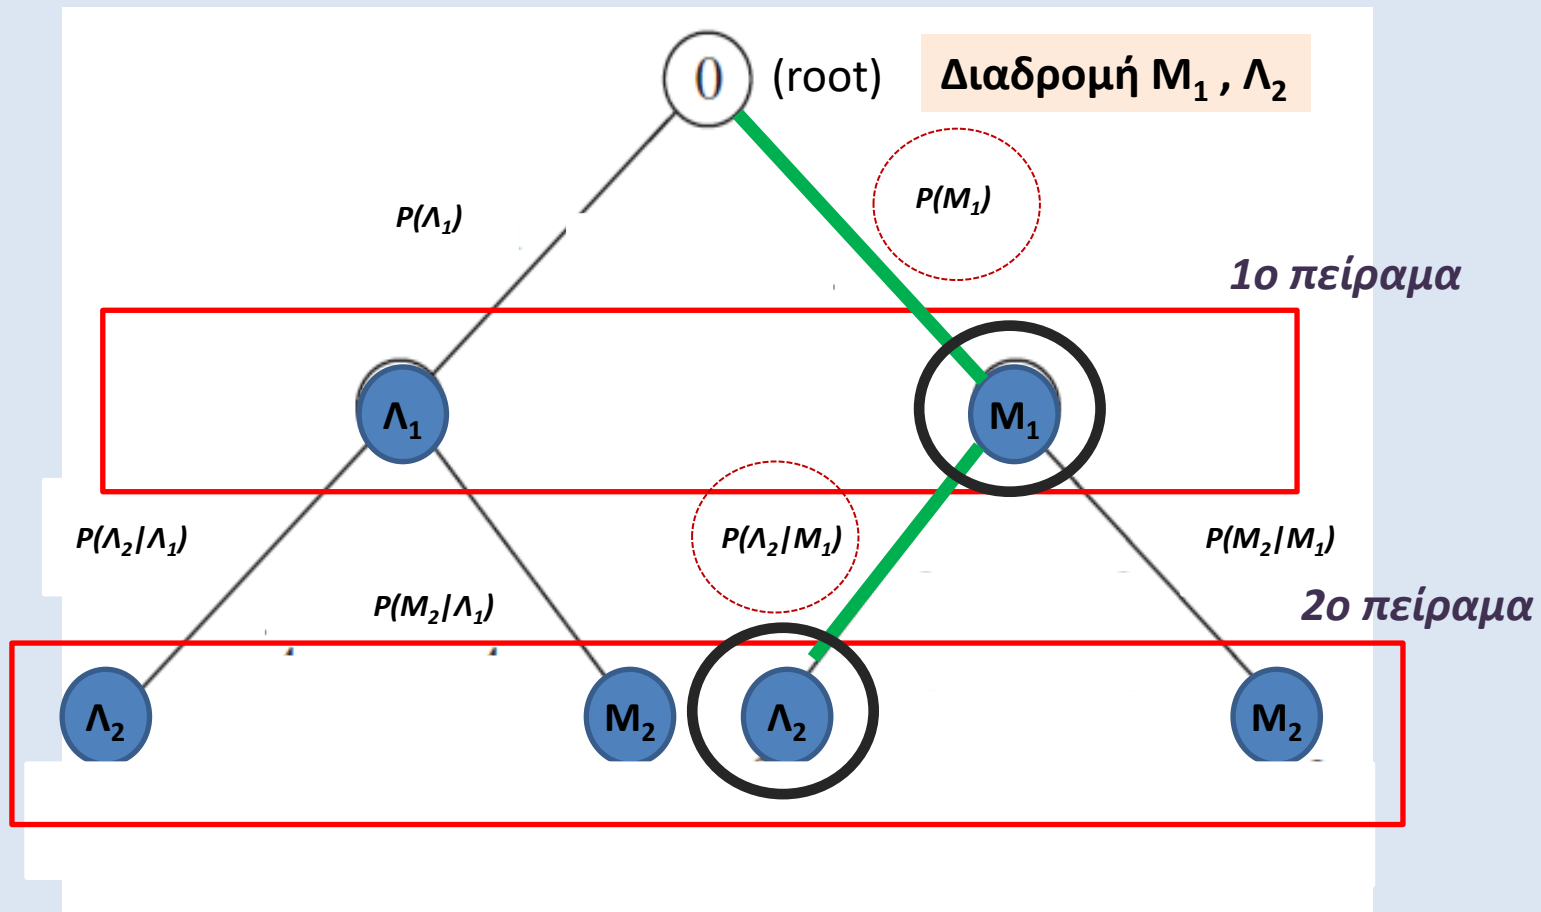 0 (root) Διαδρομή Μ₁ , Λ₂
P(Λ₁) P(Μ₁)
1ο πείραμα
Λ₁ Μ₁
P(Λ₂|Λ₁) P(Λ₂|Μ₁) P(Μ₂|Μ₁)
P(Μ₂|Λ₁) 2ο πείραμα
Λ₂ Μ₂ Λ₂ Μ₂